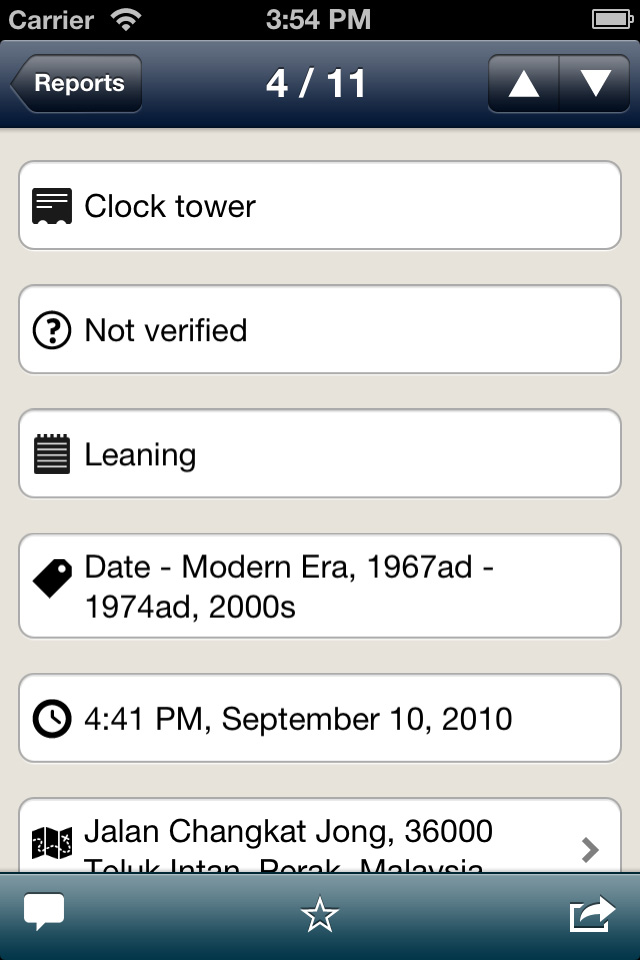 Carrier 3:54 PM
Reports 4 / 11
Clock tower
Not verified
Leaning
Date - Modern Era, 1967ad -
1974ad, 2000s
4:41 PM, September 10, 2010
Jalan Changkat Jong, 36000
Teluk Intan, Perak, Malaysia